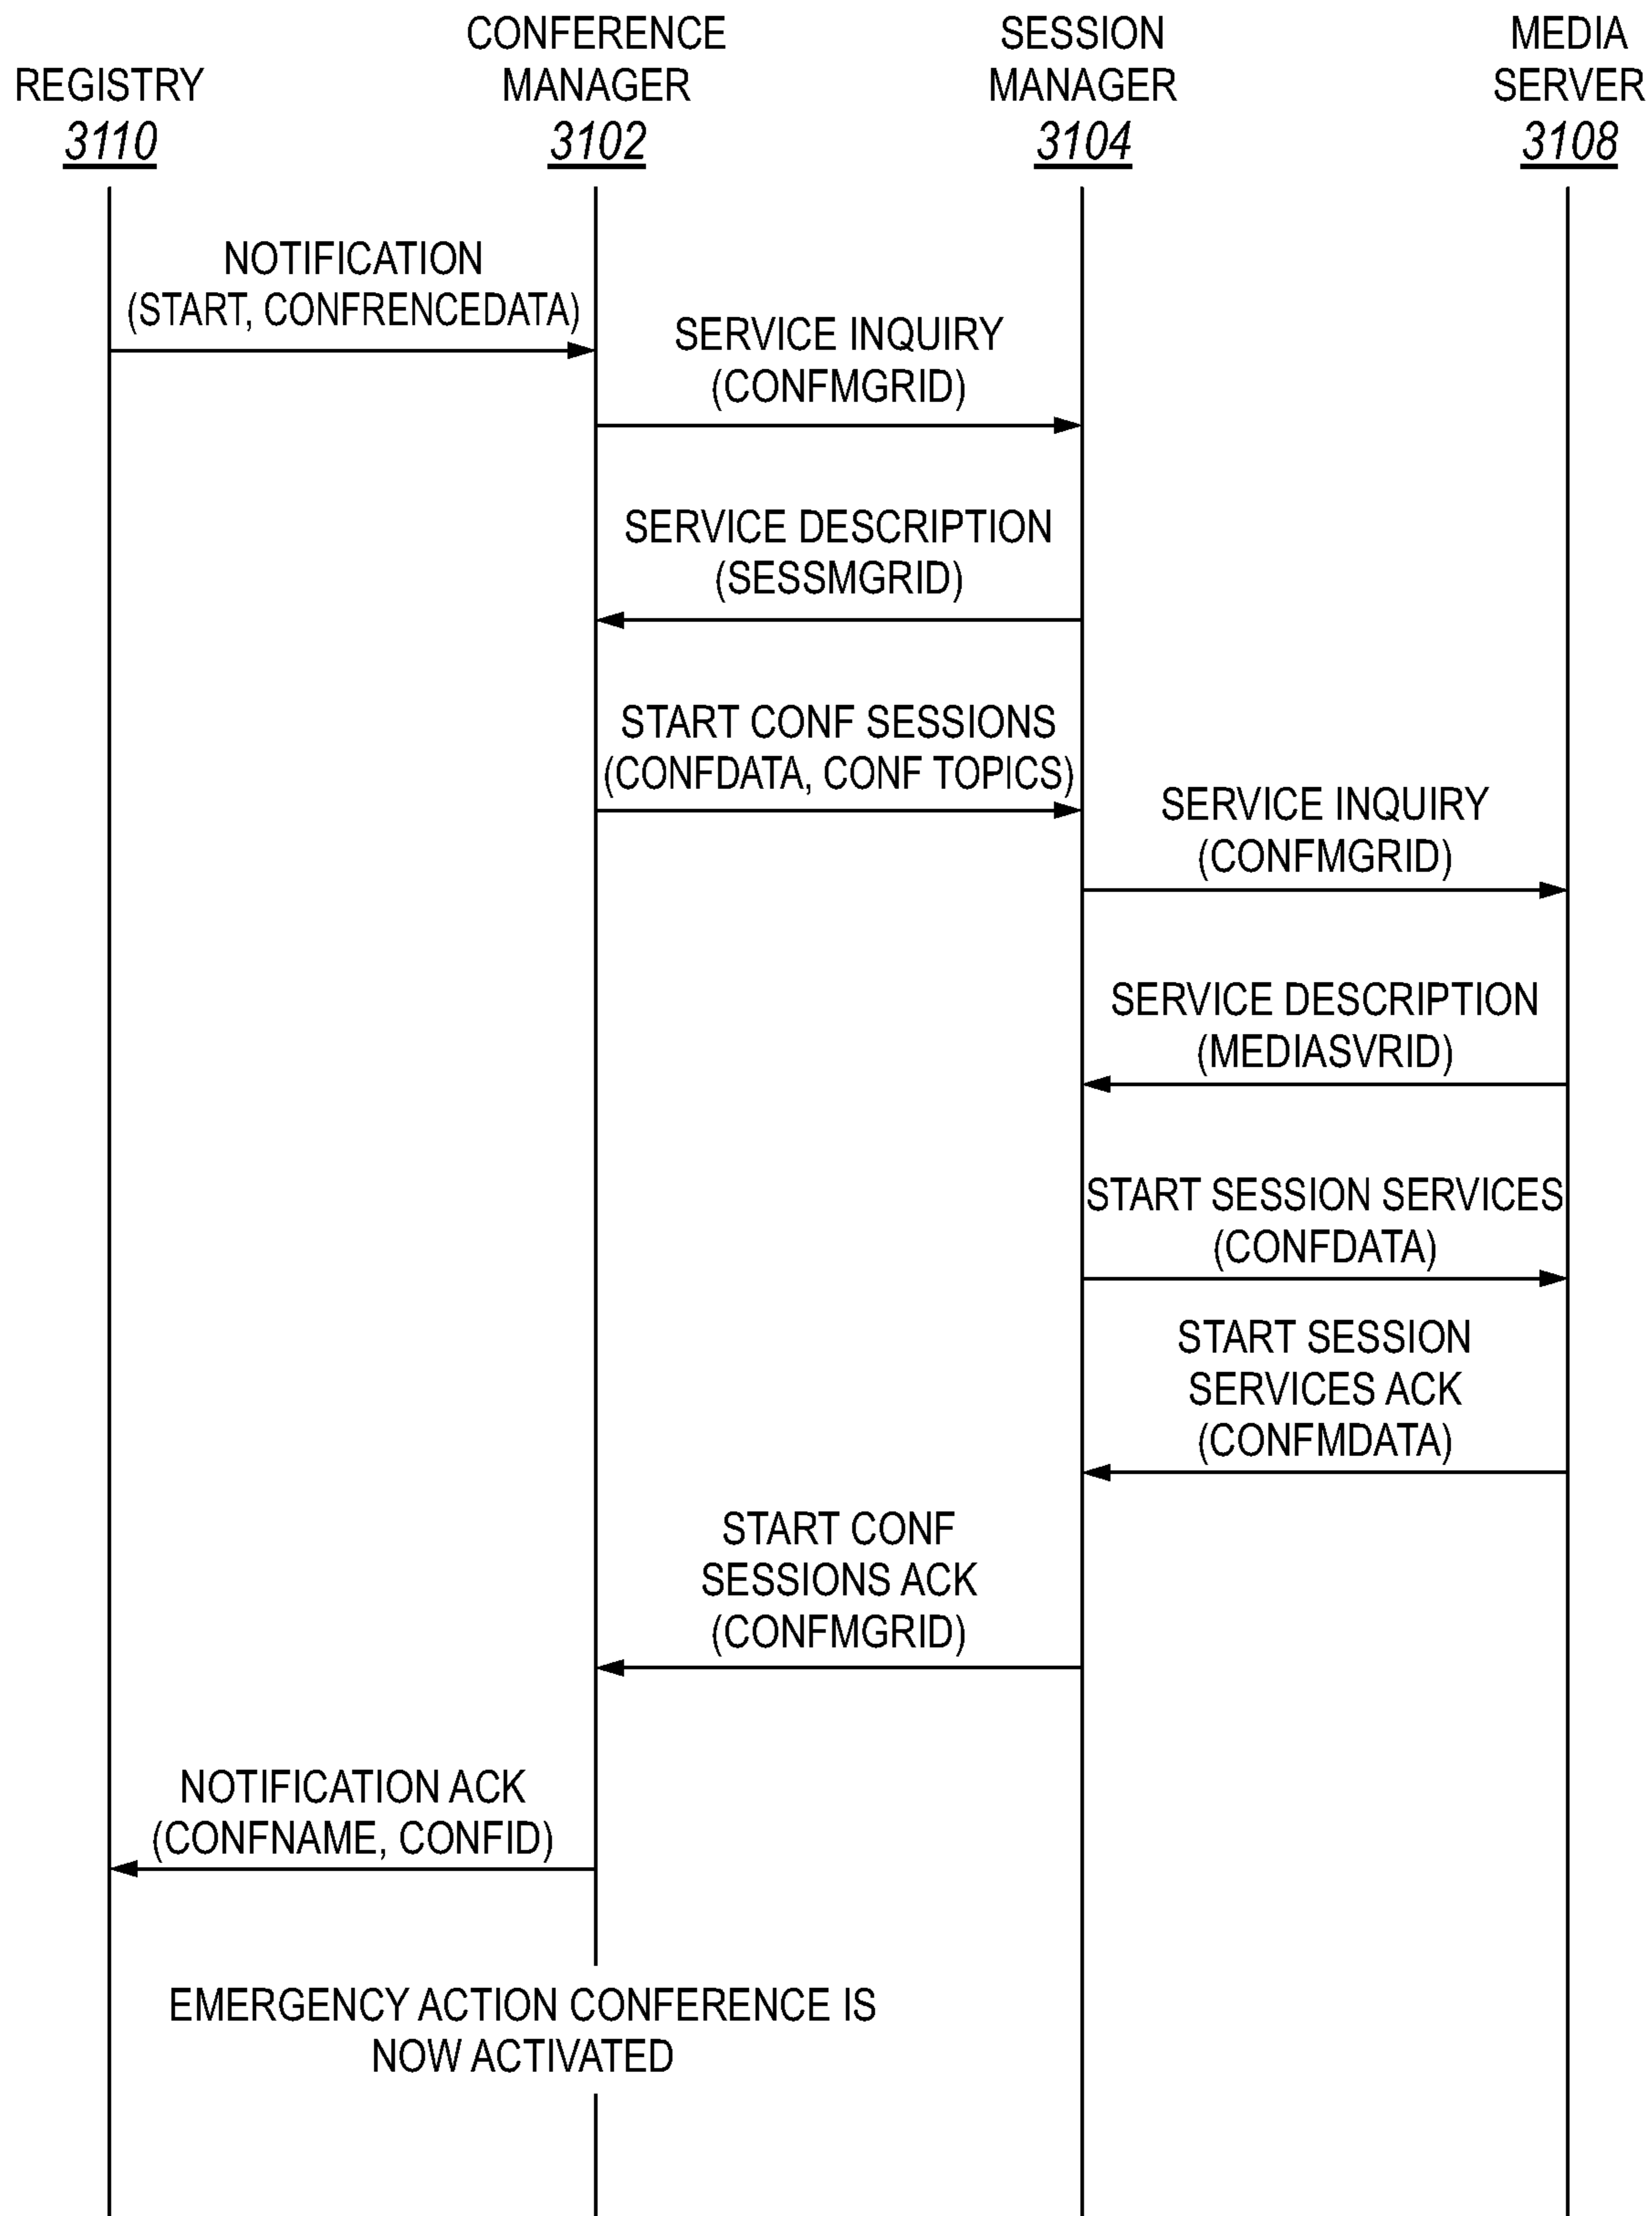 REGISTRY
3110
CONFERENCE
MANAGER
3102
SESSION
MANAGER
3104
MEDIA
SERVER
3108
NOTIFICATION
(START, CONFRENCEDATA)
SERVICE INQUIRY
(CONFMGRID)
SERVICE DESCRIPTION
(SESSMGRID)
START CONF SESSIONS
(CONFDATA, CONF TOPICS)
SERVICE INQUIRY
(CONFMGRID)
SERVICE DESCRIPTION
(MEDIASVRID)
START SESSION SERVICES
(CONFDATA)
START SESSION
SERVICES ACK
(CONFMDATA)
START CONF
SESSIONS ACK
(CONFMGRID)
NOTIFICATION ACK
(CONFNAME, CONFID)
EMERGENCY ACTION CONFERENCE IS
NOW ACTIVATED